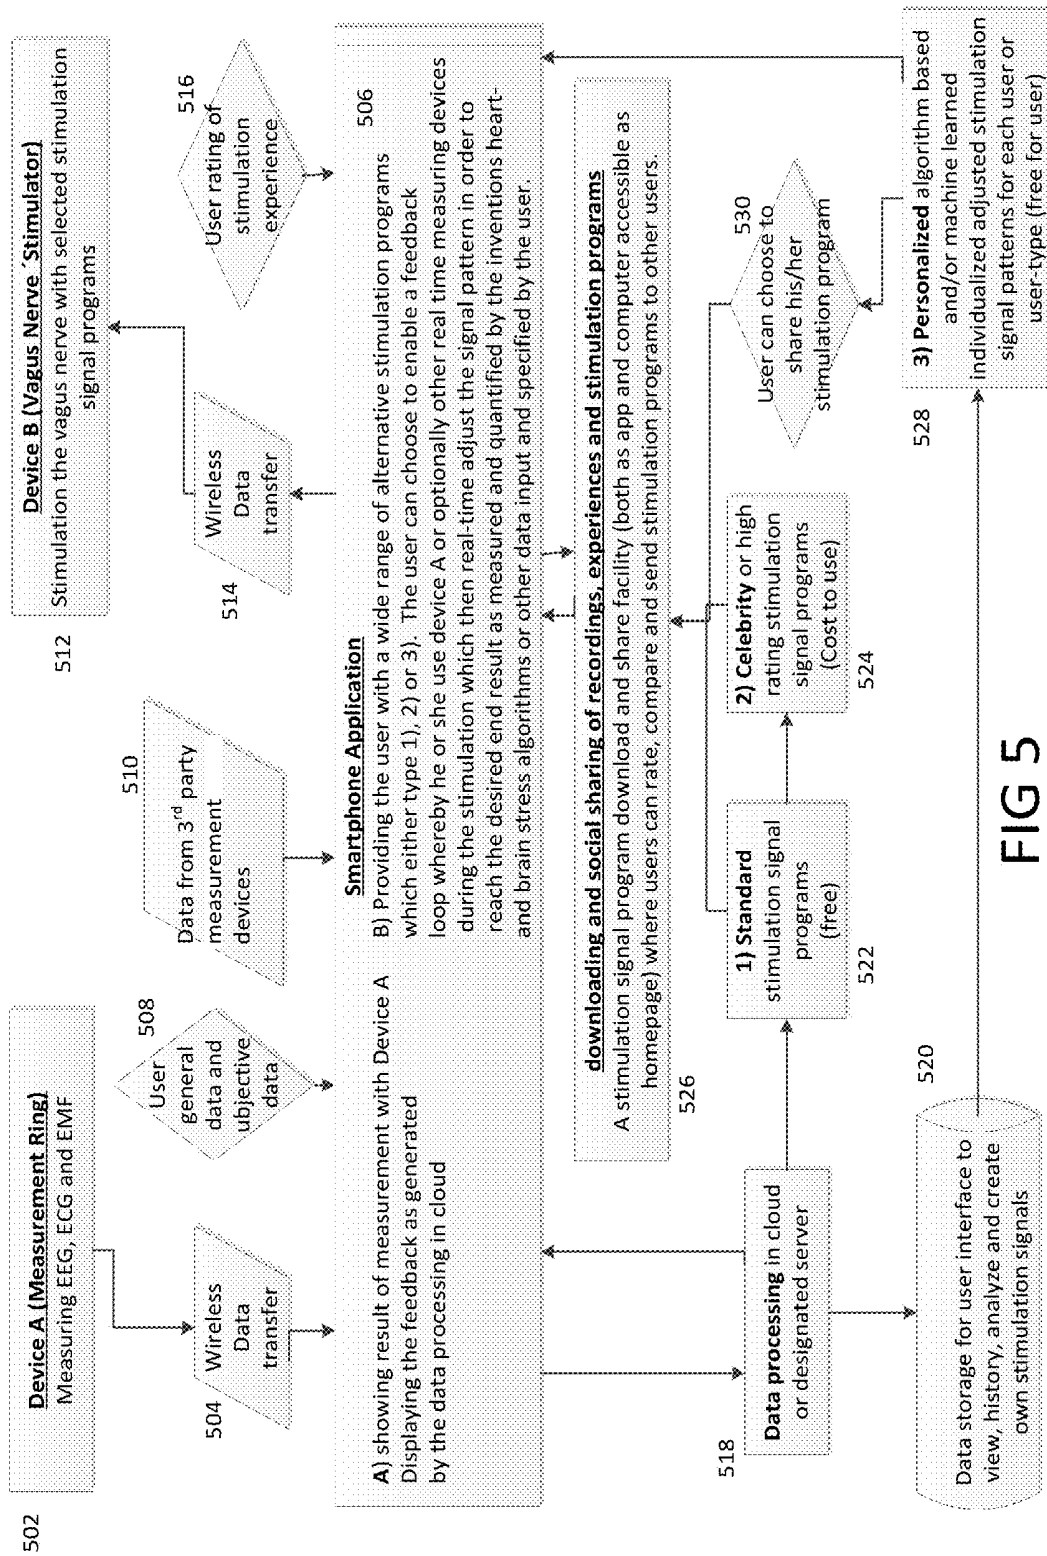 502
Device A (Measurement Ring)
Measuring EEG, ECG and EMF
504
Wireless
Data
transfer
508
User
general
data and
ubjective
data
510
Data from 3rd party
measurement
devices
512
Device B (Vagus Nerve ´Stimulator)
Stimulation the vagus nerve with selected stimulation
signal programs
514
Wireless
Data
transfer
516
User rating of
stimulation
experience
506
Smartphone Application
A) showing result of measurement with Device A
Displaying the feedback as generated
by the data processing in cloud
B) Providing the user with a wide range of alternative stimulation programs
which either type 1), 2) or 3). The user can choose to enable a feedback
loop whereby he or she use device A or optionally other real time measuring devices
during the stimulation which then real-time adjust the signal pattern in order to
reach the desired end result as measured and quantified by the inventions heart-
and brain stress algorithms or other data input and specified by the user.
526
downloading and social sharing of recordings, experiences and stimulation programs
A stimulation signal program download and share facility (both as app and computer accessible as
homepage) where users can rate, compare and send stimulation programs to other users.
518
Data processing in cloud
or designated server
522
1) Standard
stimulation signal
programs
(free)
524
2) Celebrity or high
rating stimulation
signal programs
(Cost to use)
530
User can choose to
share his/her
stimulation program
520
Data storage for user interface to
view, history, analyze and create
own stimulation signals
528
3) Personalized algorithm based
and/or machine learned
individualized adjusted stimulation
signal patterns for each user or
user-type (free for user)
FIG 5